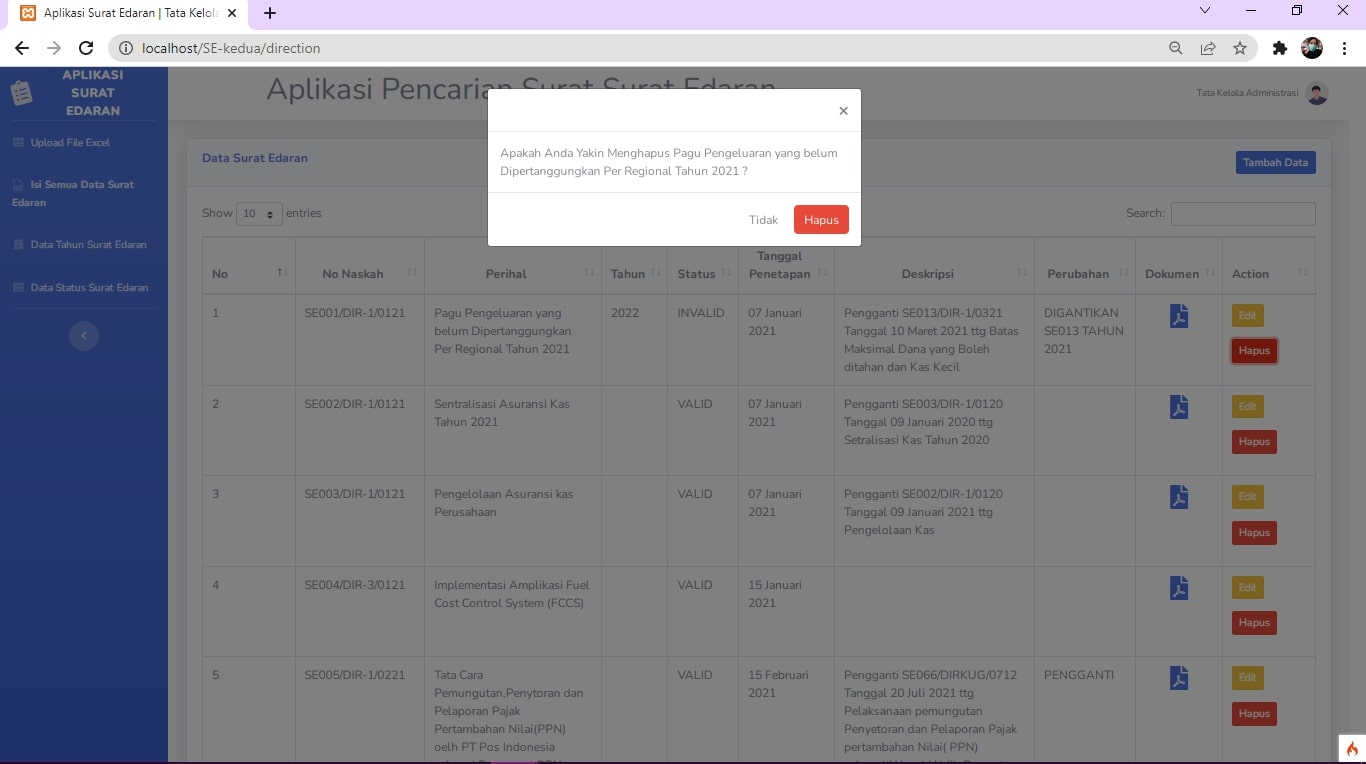 Aplikasi Surat Edaran | Tata Kelola
localhost/SE-kedua/direction
APLIKASI
SURAT
EDARAN
Upload File Excel
Isi Semua Data Surat
Edaran
Data Tahun Surat Edaran
Data Status Surat Edaran
Aplikasi Pencarian Surat Surat Edaran
Tata Kelola Administrasi
×
Apakah Anda Yakin Menghapus Pagu Pengeluaran yang belum
Dipertanggungkan Per Regional Tahun 2021 ?
Tidak
Hapus
Data Surat Edaran
Tambah Data
Show 10 entries
Search:
No
No Naskah
Perihal
Tahun
Status
Tanggal
Penetapan
Deskripsi
Perubahan
Dokumen
Action
1
SE001/DIR-1/0121
Pagu Pengeluaran yang
belum Dipertanggungkan
Per Regional Tahun 2021
2022
INVALID
07 Januari
2021
Pengganti SE013/DIR-1/0321
Tanggal 10 Maret 2021 ttg Batas
Maksimal Dana yang Boleh
ditahan dan Kas Kecil
DIGANTIKAN
SE013 TAHUN
2021
Edit
Hapus
2
SE002/DIR-1/0121
Sentralisasi Asuransi Kas
Tahun 2021
VALID
07 Januari
2021
Pengganti SE003/DIR-1/0120
Tanggal 09 Januari 2020 ttg
Setralisasi Kas Tahun 2020
Edit
Hapus
3
SE003/DIR-1/0121
Pengelolaan Asuransi kas
Perusahaan
VALID
07 Januari
2021
Pengganti SE002/DIR-1/0120
Tanggal 09 Januari 2021 ttg
Pengelolaan Kas
Edit
Hapus
4
SE004/DIR-3/0121
Implementasi Amplikasi Fuel
Cost Control System (FCCS)
VALID
15 Januari
2021
Edit
Hapus
5
SE005/DIR-1/0221
Tata Cara
Pemungutan,Penytoran dan
Pelaporan Pajak
Pertambahan Nilai(PPN)
oelh PT Pos Indonesia
VALID
15 Februari
2021
Pengganti SE066/DIRKUG/0712
Tanggal 20 Juli 2021 ttg
Pelaksanaan pemungutan
Penyetoran dan Pelaporan Pajak
pertambahan Nilai( PPN)
PENGGANTI
Edit
Hapus